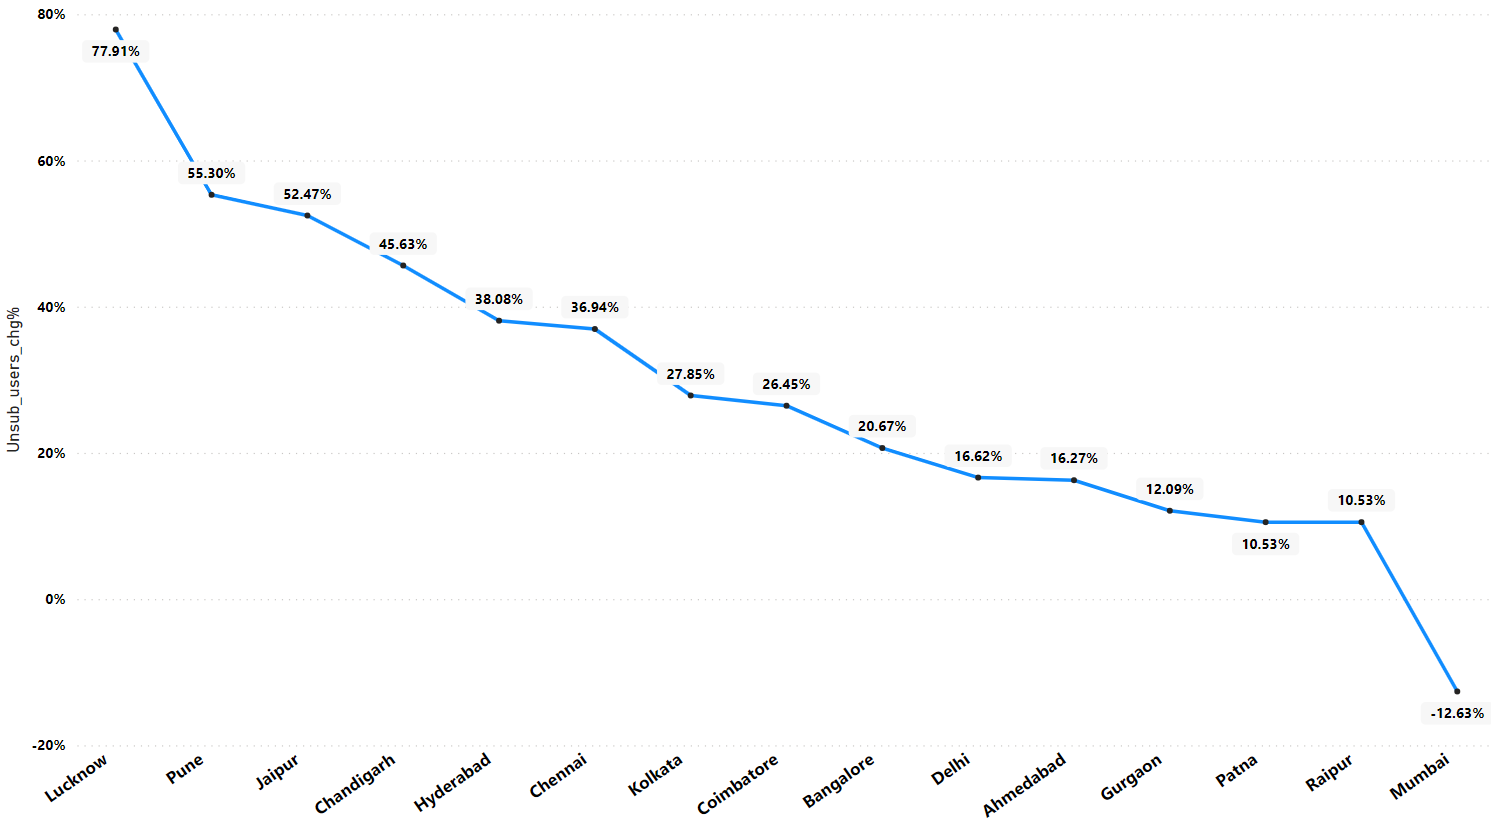 80%
77.91%
60%
55.30%
52.47%
45.63%
40%
38.08%
36.94%
27.85%
26.45%
20.67%
20%
16.62%
16.27%
12.09%
10.53%
10.53%
0%
-12.63%
-20%
Unsub_users_chg%
Lucknow
Pune
Jaipur
Chandigarh
Hyderabad
Chennai
Kolkata
Coimbatore
Bangalore
Delhi
Ahmedabad
Gurgaon
Patna
Raipur
Mumbai